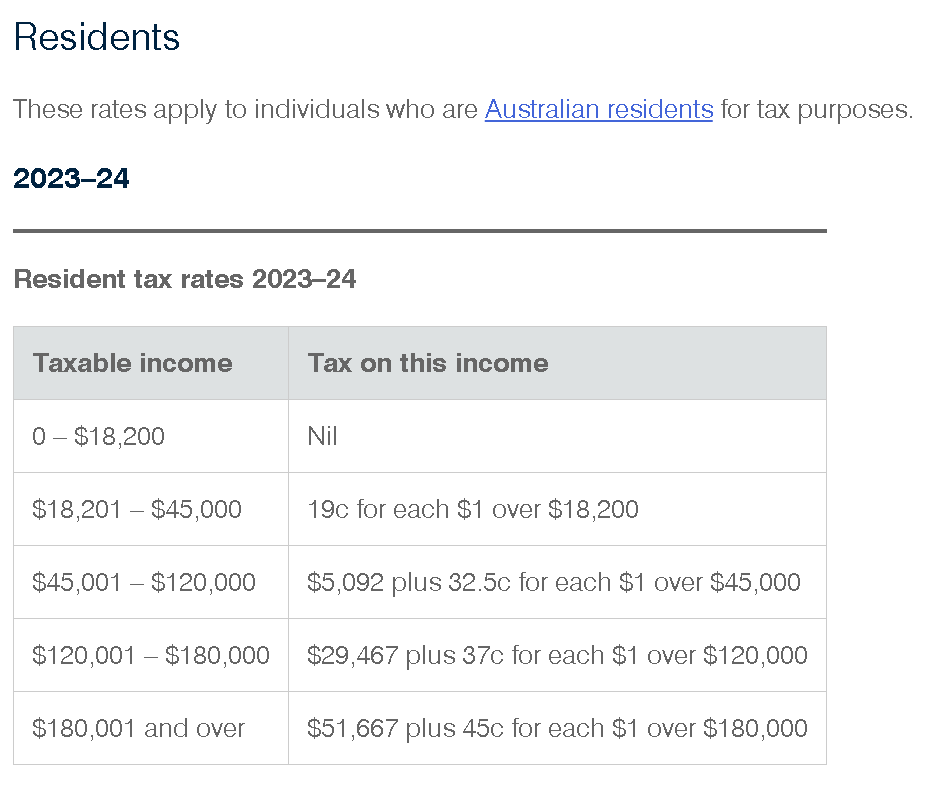 Residents
These rates apply to individuals who are Australian residents for tax purposes.
2023–24
Resident tax rates 2023–24
Taxable income Tax on this income
0 – $18,200 Nil
$18,201 – $45,000 19c for each $1 over $18,200
$45,001 – $120,000 $5,092 plus 32.5c for each $1 over $45,000
$120,001 – $180,000 $29,467 plus 37c for each $1 over $120,000
$180,001 and over $51,667 plus 45c for each $1 over $180,000